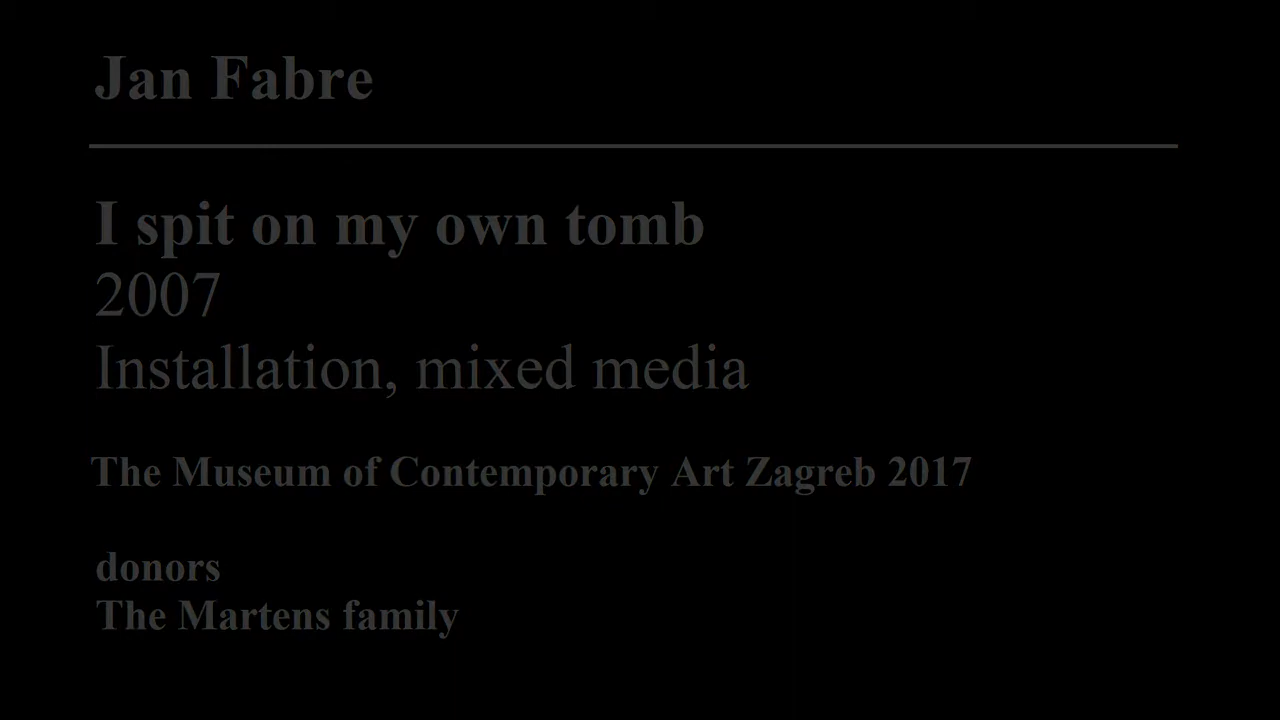 Jan Fabre
I spit on my own tomb
2007
Installation, mixed media
The Museum of Contemporary Art Zagreb 2017
donors
The Martens family